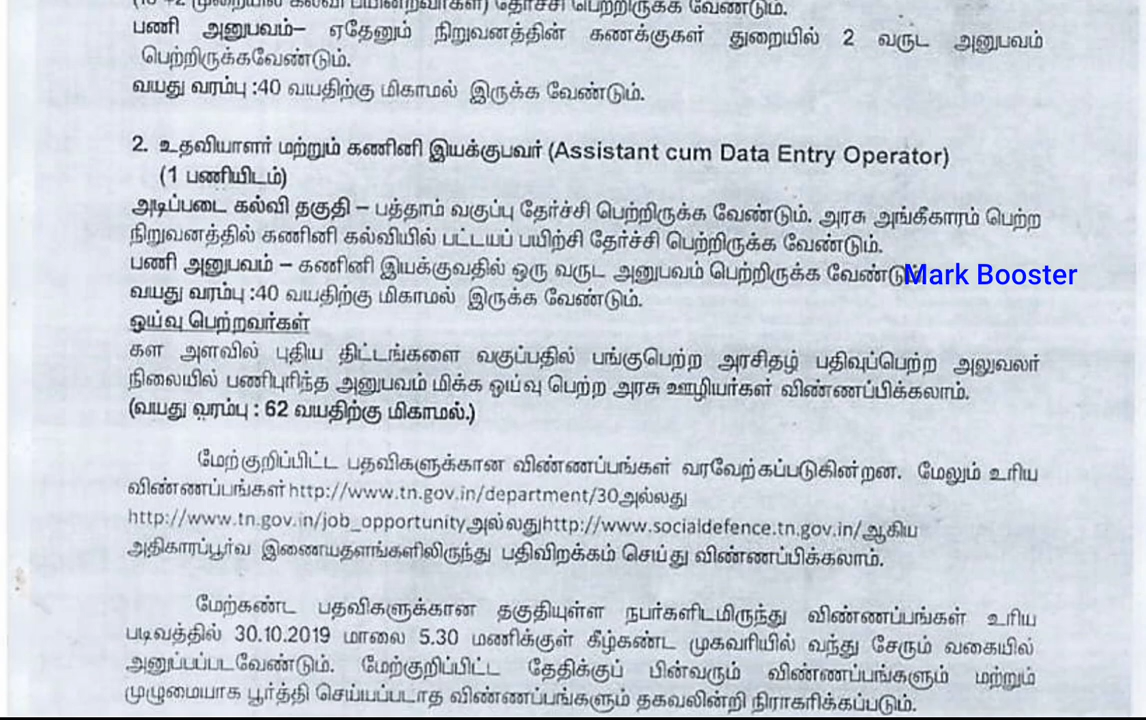 (10 +2 முறையில் கல்வி பயின்றவர்கள்) தேர்ச்சி பெற்றிருக்க வேண்டும்.
பணி அனுபவம்– ஏதேனும் நிறுவனத்தின் கணக்குகள் துறையில் 2 வருட அனுபவம்
பெற்றிருக்கவேண்டும்.
வயது வரம்பு :40 வயதிற்கு மிகாமல் இருக்க வேண்டும்.
2. உதவியாளர் மற்றும் கணினி இயக்குபவர் (Assistant cum Data Entry Operator)
(1 பணியிடம்)
அடிப்படை கல்வி தகுதி – பத்தாம் வகுப்பு தேர்ச்சி பெற்றிருக்க வேண்டும். அரசு அங்கீகாரம் பெற்ற
நிறுவனத்தில் கணினி கல்வியில் பட்டயப் பயிற்சி தேர்ச்சி பெற்றிருக்க வேண்டும்.
பணி அனுபவம் – கணினி இயக்குவதில் ஒரு வருட அனுபவம் பெற்றிருக்க வேண்டும். Mark Booster
வயது வரம்பு :40 வயதிற்கு மிகாமல் இருக்க வேண்டும்.
ஓய்வு பெற்றவர்கள்
கள அளவில் புதிய திட்டங்களை வகுப்பதில் பங்குபெற்ற அரசிதழ் பதிவுப்பெற்ற அலுவலர்
நிலையில் பணிபுரிந்த அனுபவம் மிக்க ஓய்வு பெற்ற அரசு ஊழியர்கள் விண்ணப்பிக்கலாம்.
(வயது வரம்பு : 62 வயதிற்கு மிகாமல்.)
மேற்குறிப்பிட்ட பதவிகளுக்கான விண்ணப்பங்கள் வரவேற்கப்படுகின்றன. மேலும் உரிய
விண்ணப்பங்கள் http://www.tn.gov.in/department/30அல்லது
http://www.tn.gov.in/job_opportunityஅல்லதுhttp://www.socialdefence.tn.gov.in/ஆகிய
அதிகாரப்பூர்வ இணையதளங்களிலிருந்து பதிவிறக்கம் செய்து விண்ணப்பிக்கலாம்.
மேற்கண்ட பதவிகளுக்கான தகுதியுள்ள நபர்களிடமிருந்து விண்ணப்பங்கள் உரிய
படிவத்தில் 30.10.2019 மாலை 5.30 மணிக்குள் கீழ்கண்ட முகவரியில் வந்து சேரும் வகையில்
அனுப்பப்படவேண்டும். மேற்குறிப்பிட்ட தேதிக்குப் பின்வரும் விண்ணப்பங்களும் மற்றும்
முழுமையாக பூர்த்தி செய்யப்படாத விண்ணப்பங்களும் தகவலின்றி நிராகரிக்கப்படும்.